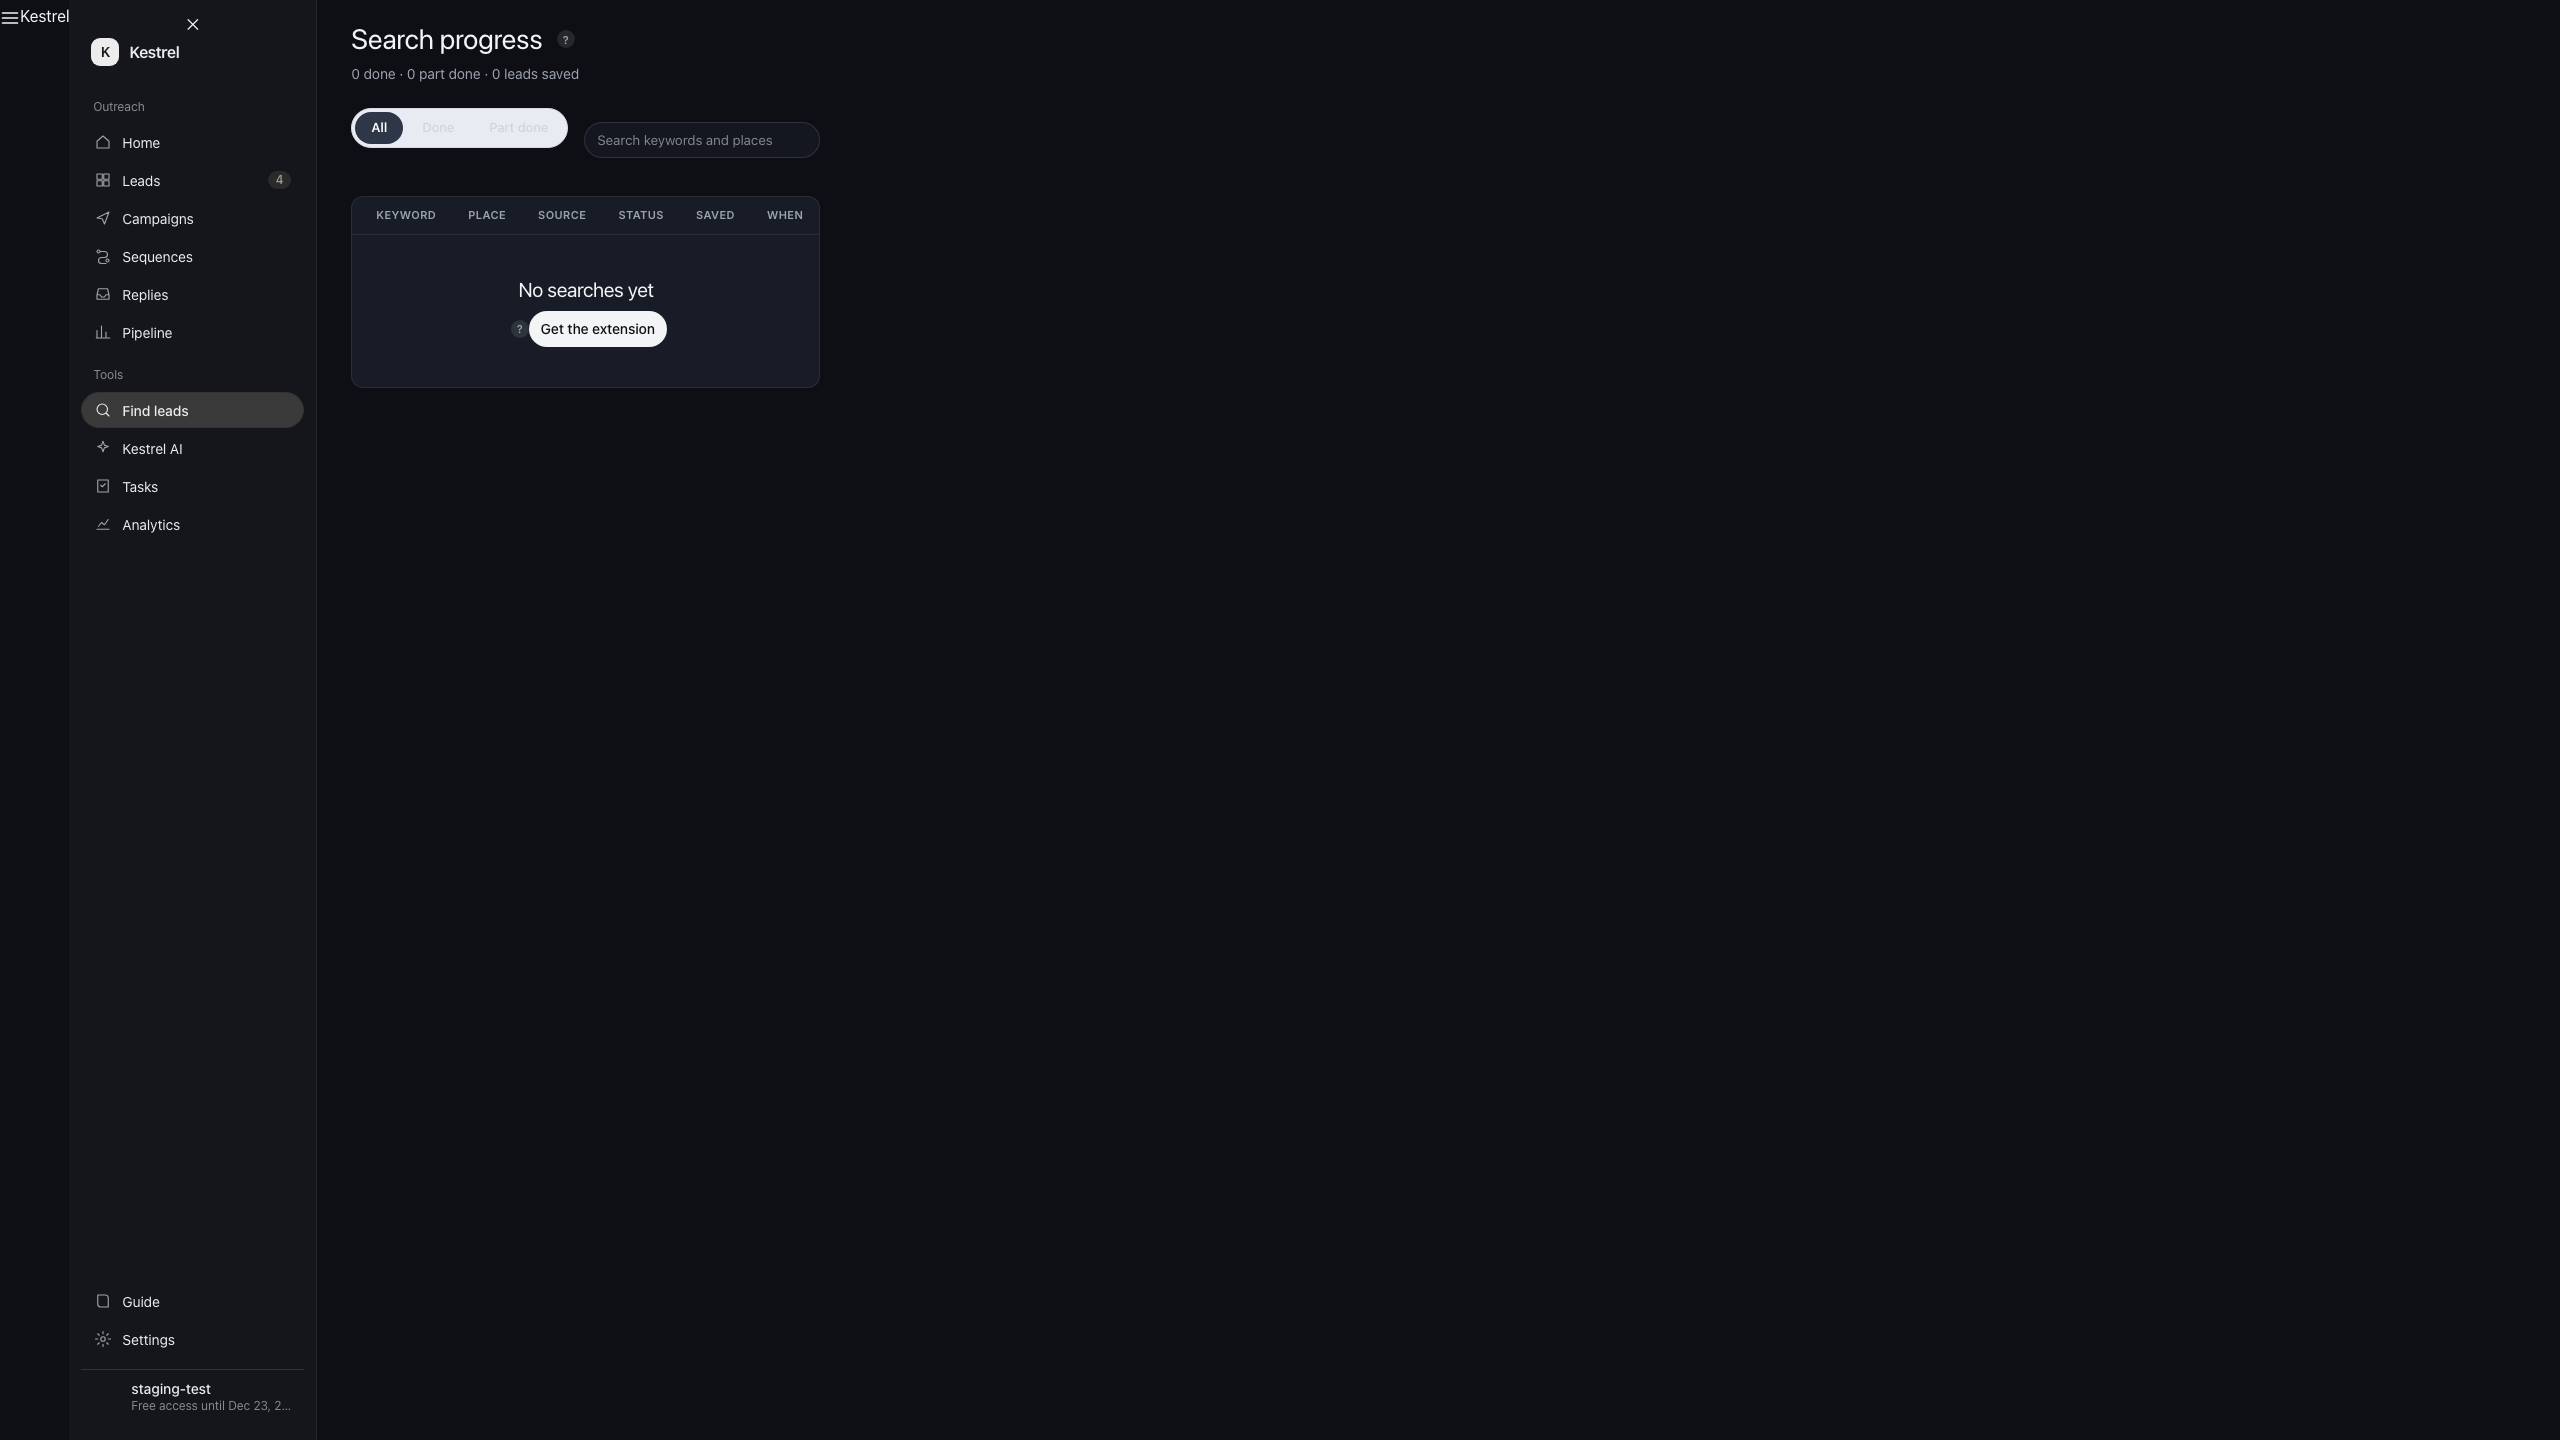 Kestrel
K Kestrel
Outreach
Home
Leads 4
Campaigns
Sequences
Replies
Pipeline
Tools
Find leads
Kestrel AI
Tasks
Analytics
Guide
Settings
staging-test
Free access until Dec 23, 2...
Search progress ?
0 done · 0 part done · 0 leads saved
All Done Part done
Search keywords and places
KEYWORD PLACE SOURCE STATUS SAVED WHEN
No searches yet
? Get the extension